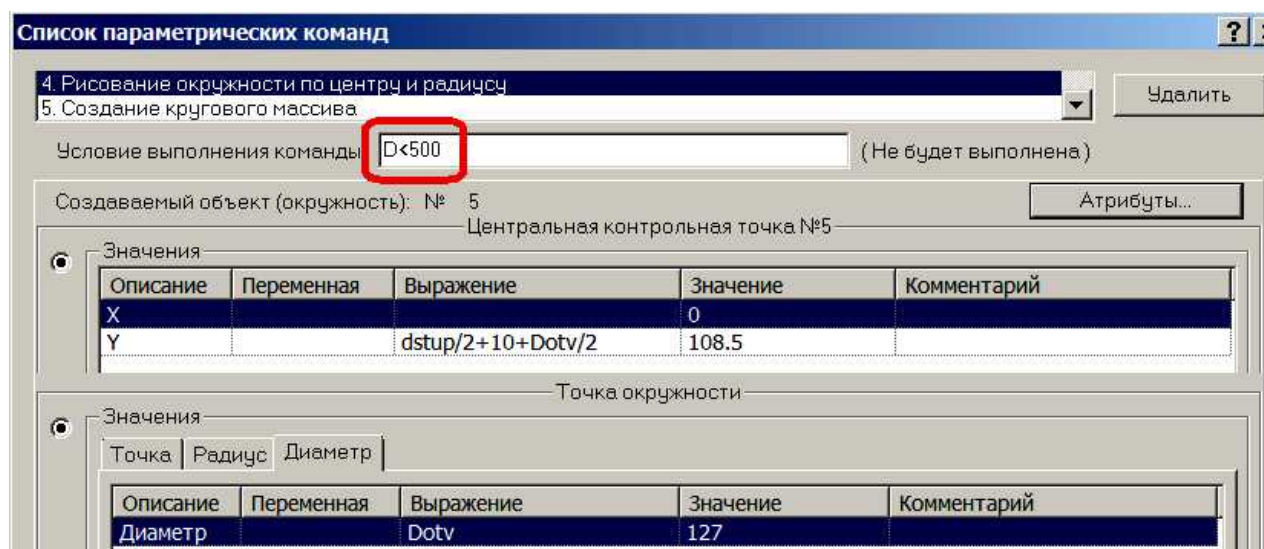 Список параметрических команд
4. Рисование окружности по центру и радиусу
5. Создание кругового массива
Удалить
Условие выполнения команды D<500 (Не будет выполнена)
Создаваемый объект (окружность): № 5 Атрибуты...
Центральная контрольная точка №5
Значения
Описание Переменная Выражение Значение Комментарий
X 0
Y dstup/2+10+Dotv/2 108.5
Точка окружности
Значения
Точка Радиус Диаметр
Описание Переменная Выражение Значение Комментарий
Диаметр Dotv 127